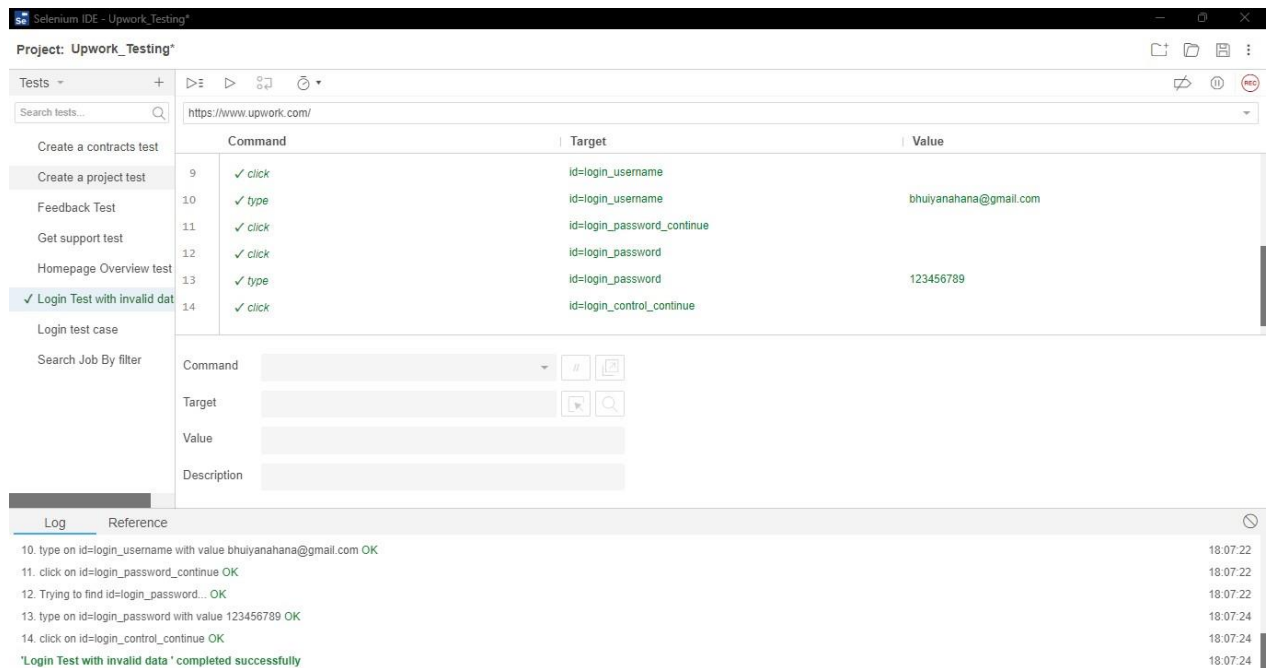 Se Selenium IDE - Upwork_Testing*
Project: Upwork_Testing*
Tests
Search tests...
https://www.upwork.com/
Create a contracts test
Create a project test
Feedback Test
Get support test
Homepage Overview test
✓ Login Test with invalid dat
Login test case
Search Job By filter
REC
Command Target Value
9 ✓ click id=login_username
10 ✓ type id=login_username bhuiyanahana@gmail.com
11 ✓ click id=login_password_continue
12 ✓ click id=login_password
13 ✓ type id=login_password 123456789
14 ✓ click id=login_control_continue
Command //
Target
Value
Description
Log Reference
10. type on id=login_username with value bhuiyanahana@gmail.com OK 18:07:22
11. click on id=login_password_continue OK 18:07:22
12. Trying to find id=login_password... OK 18:07:22
13. type on id=login_password with value 123456789 OK 18:07:24
14. click on id=login_control_continue OK 18:07:24
'Login Test with invalid data ' completed successfully 18:07:24